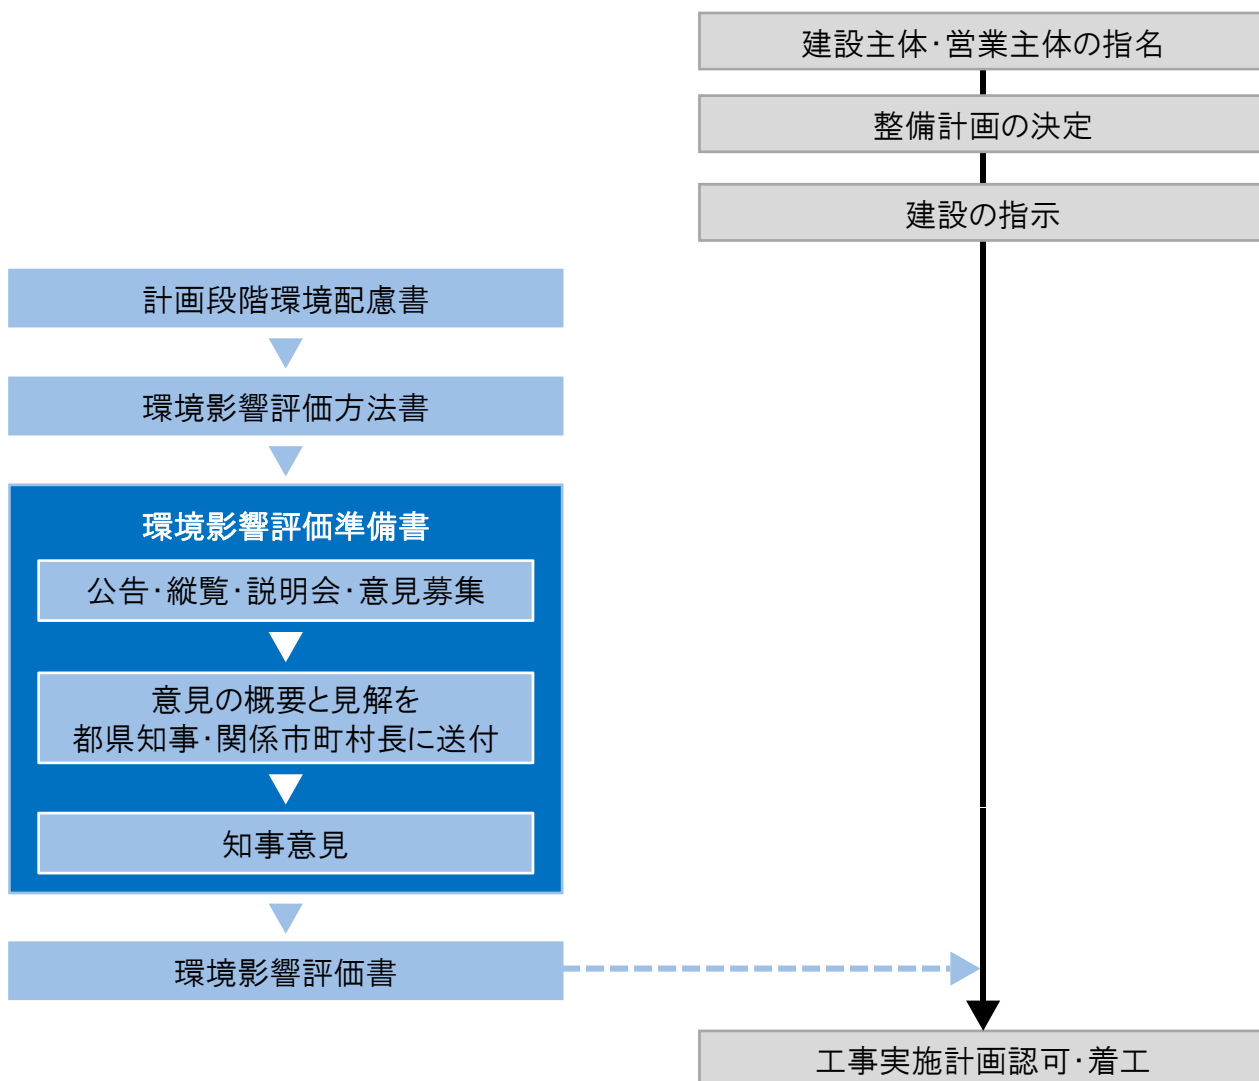 建設主体・営業主体の指名
整備計画の決定
建設の指示
計画段階環境配慮書
環境影響評価方法書
環境影響評価準備書
公告・縦覧・説明会・意見募集
意見の概要と見解を
都県知事・関係市町村長に送付
知事意見
環境影響評価書
工事実施計画認可・着工